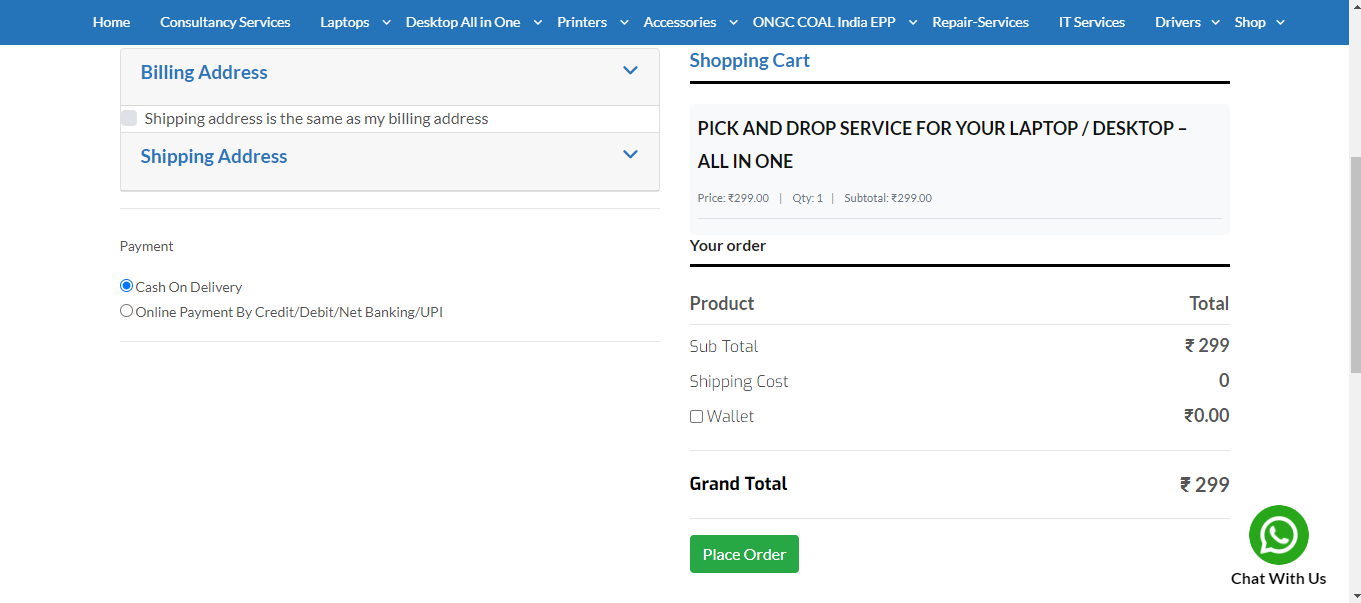 Home Consultancy Services Laptops Desktop All in One Printers Accessories ONGC COAL India EPP Repair-Services IT Services Drivers Shop
Billing Address
Shipping address is the same as my billing address
Shipping Address
Payment
Cash On Delivery
Online Payment By Credit/Debit/Net Banking/UPI
Shopping Cart
PICK AND DROP SERVICE FOR YOUR LAPTOP / DESKTOP –
ALL IN ONE
Price: ₹299.00 | Qty: 1 | Subtotal: ₹299.00
Your order
Product Total
Sub Total ₹ 299
Shipping Cost 0
Wallet ₹0.00
Grand Total ₹ 299
Place Order
Chat With Us